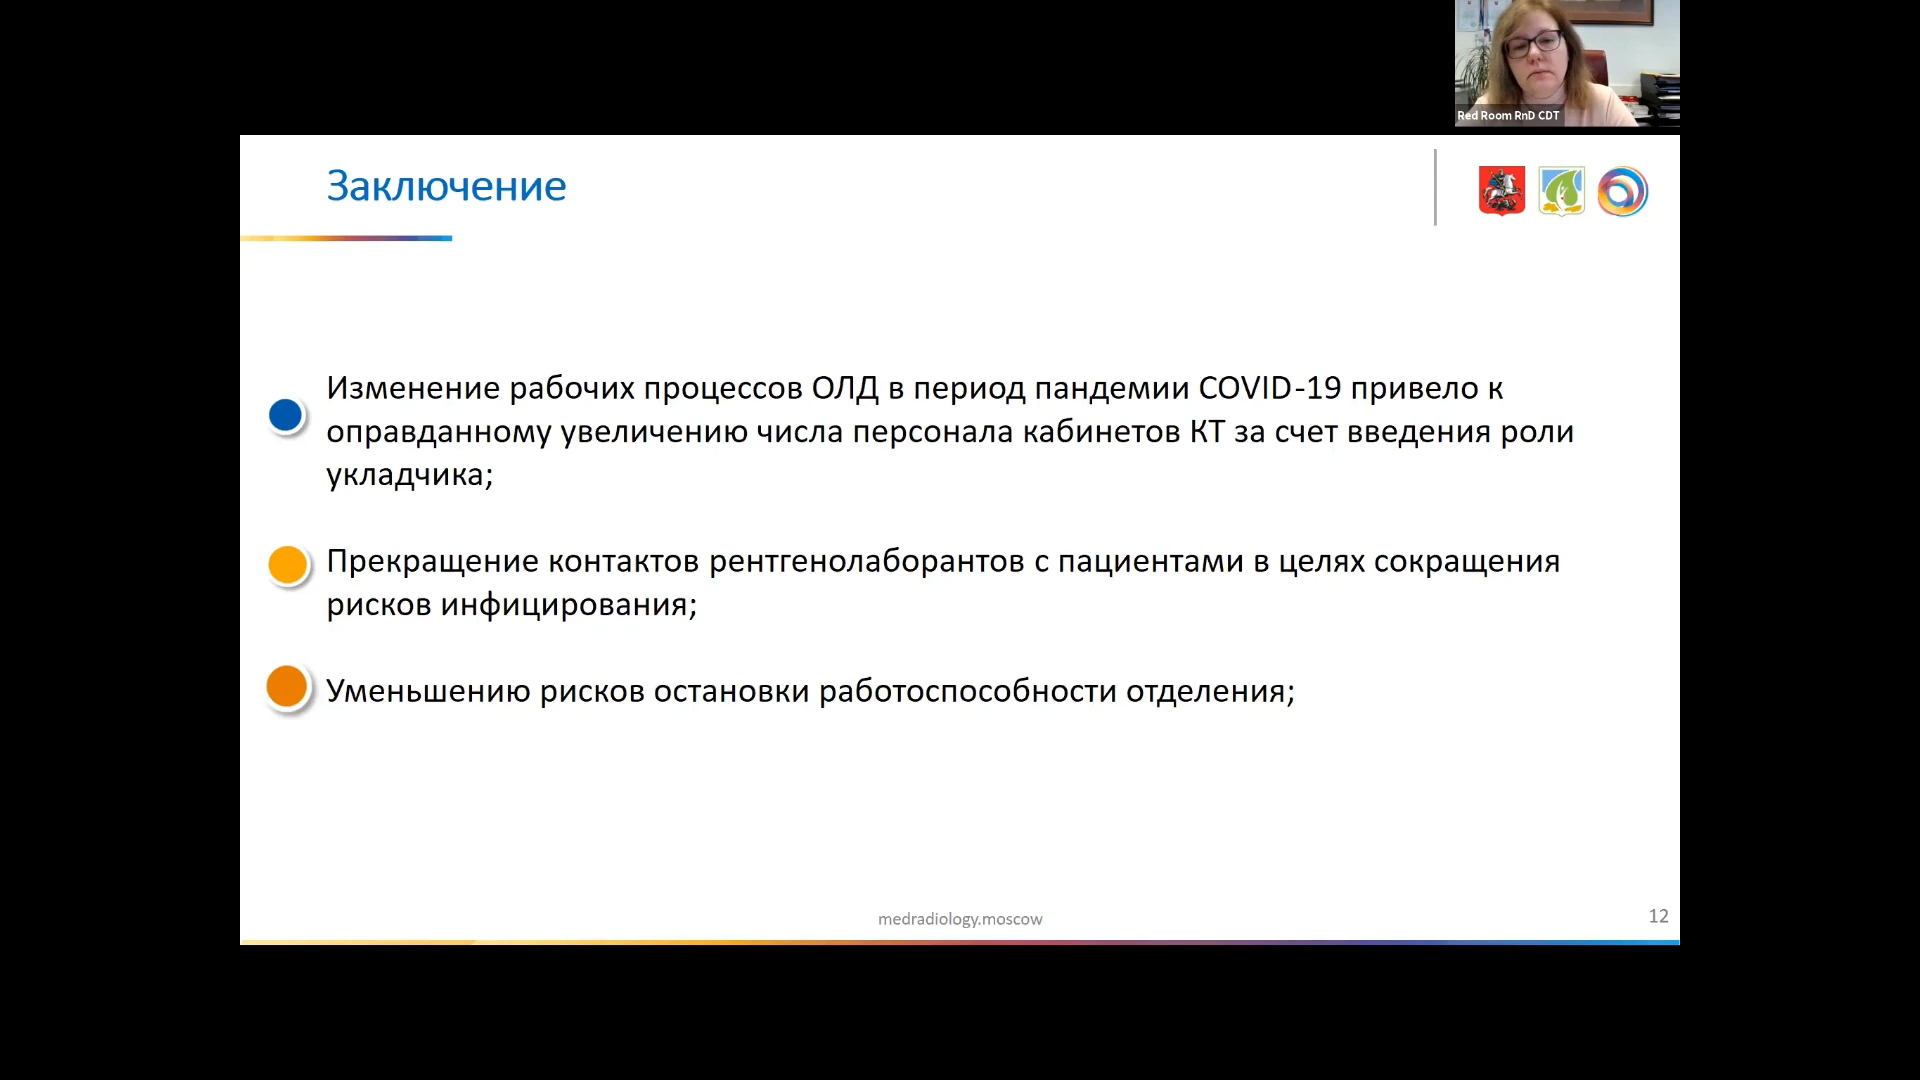 Red Room RnD CDT
Заключение
Изменение рабочих процессов ОЛД в период пандемии COVID-19 привело к
оправданному увеличению числа персонала кабинетов КТ за счет введения роли
укладчика;
Прекращение контактов рентгенолаборантов с пациентами в целях сокращения
рисков инфицирования;
Уменьшению рисков остановки работоспособности отделения;
medradiology.moscow
12